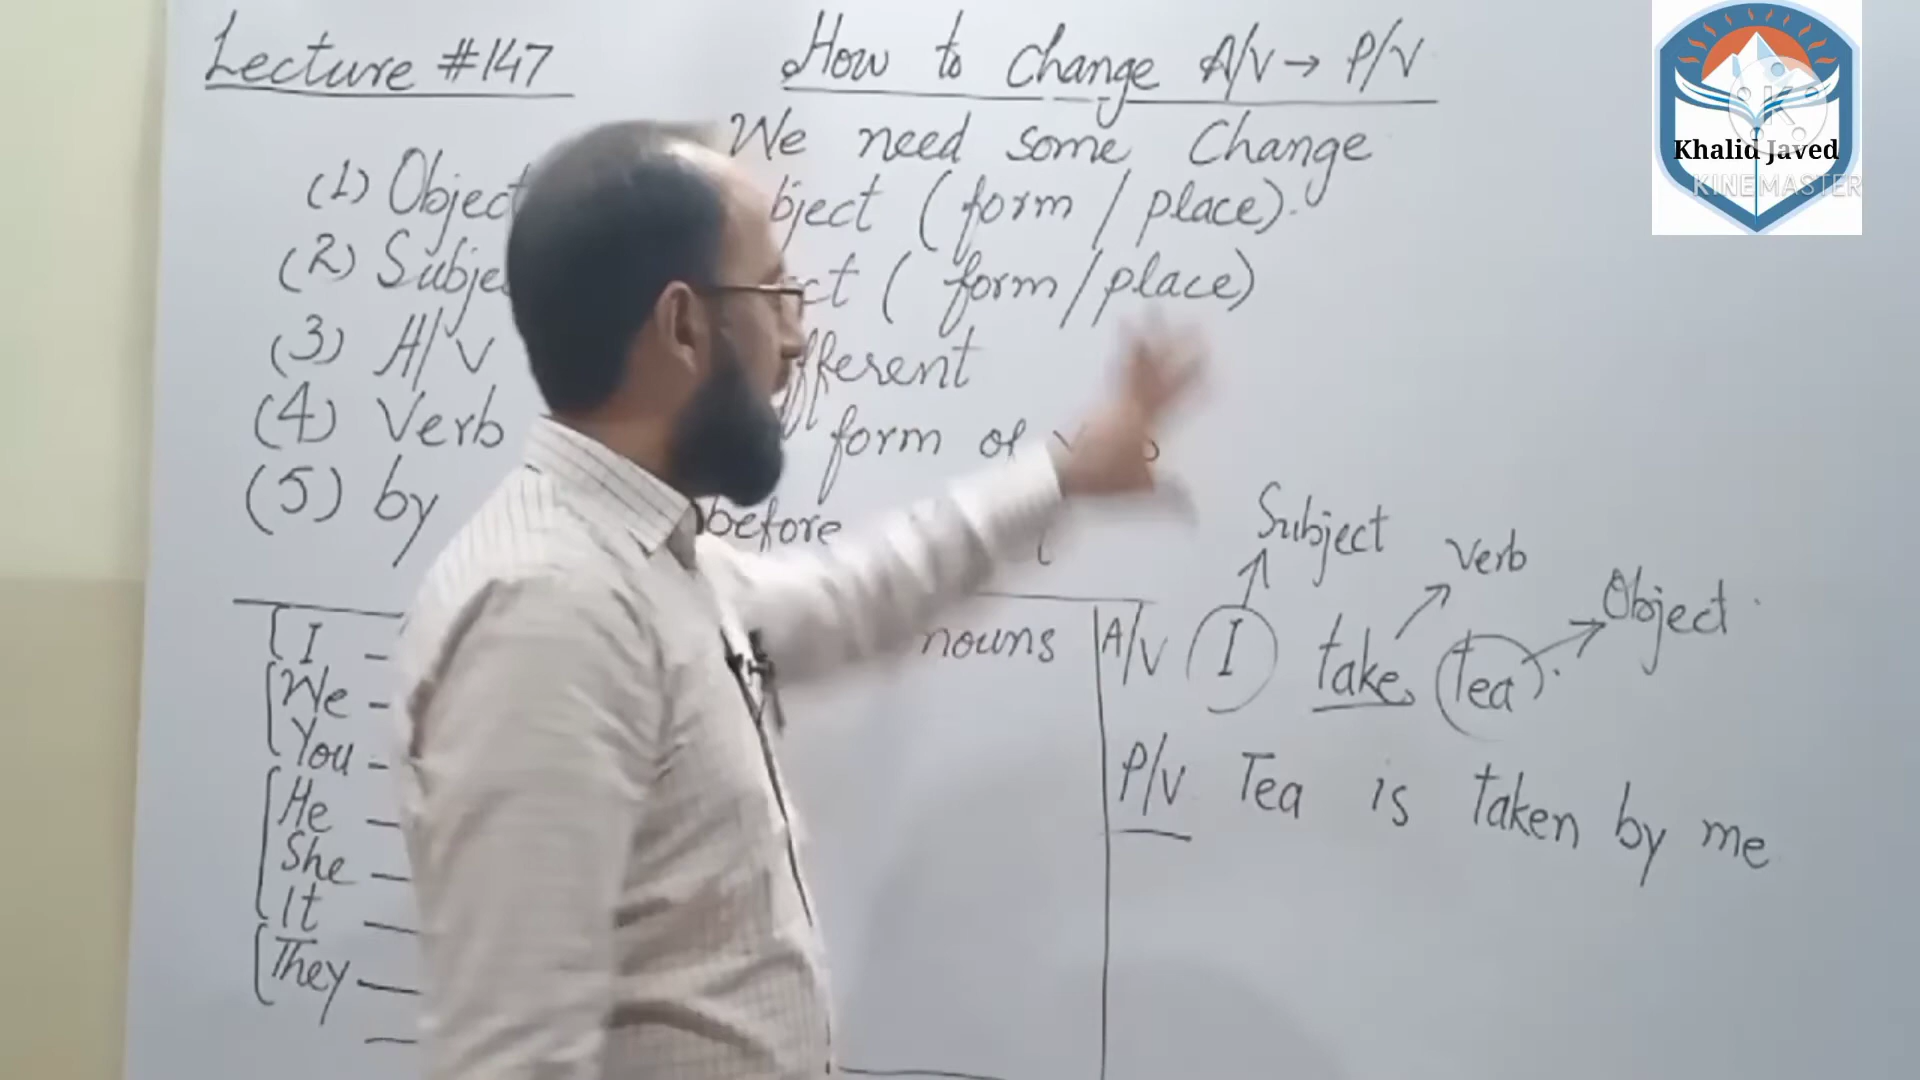 Lecture #147
How to change A/V → P/V
We need some Change
(1) Object bject (form / place).
(2) Subje ct (form / place)
(3) A/V fferent
(4) Verb form of
(5) by before
I -
We -
You -
He -
She -
It -
They -
nouns
Subject
verb
Object
A/V I take tea.
P/V Tea is taken by me
Khalid Javed
KINEMASTER